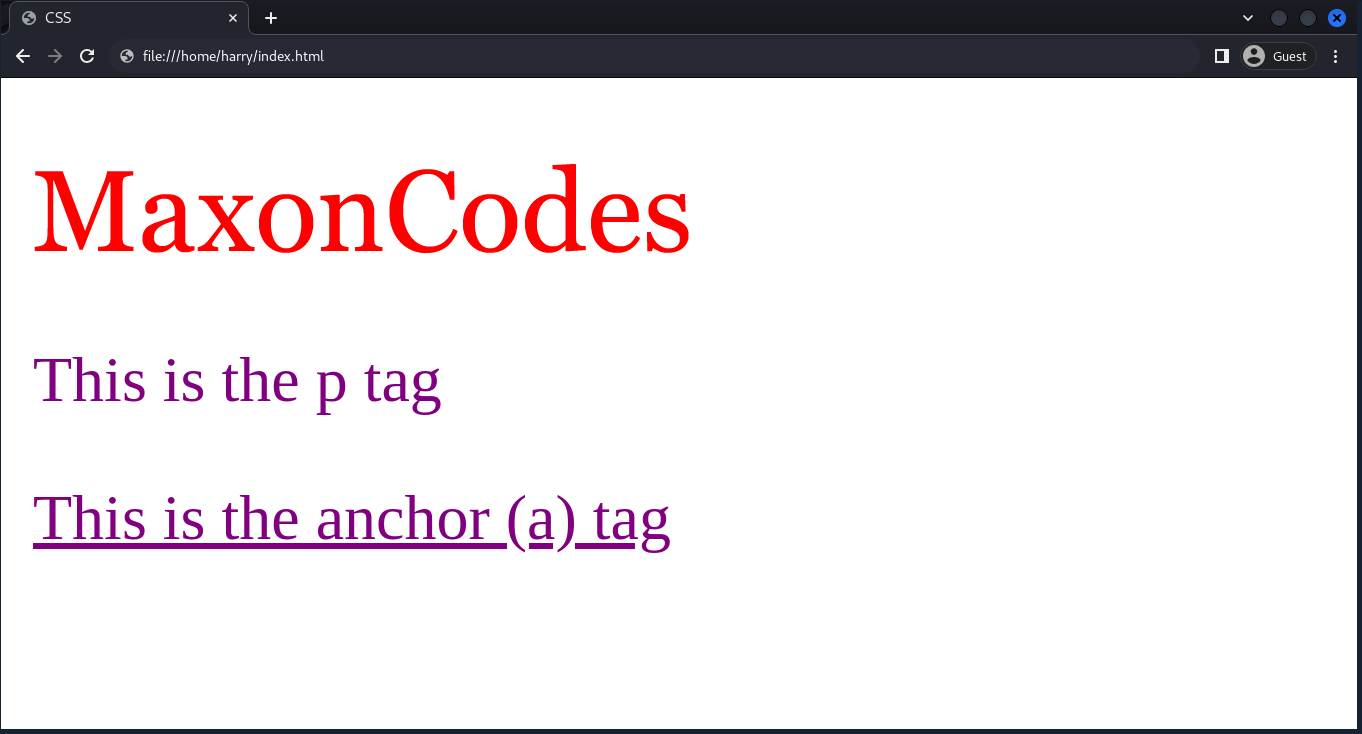 CSS
file:///home/harry/index.html
Guest
MaxonCodes
This is the p tag
This is the anchor (a) tag